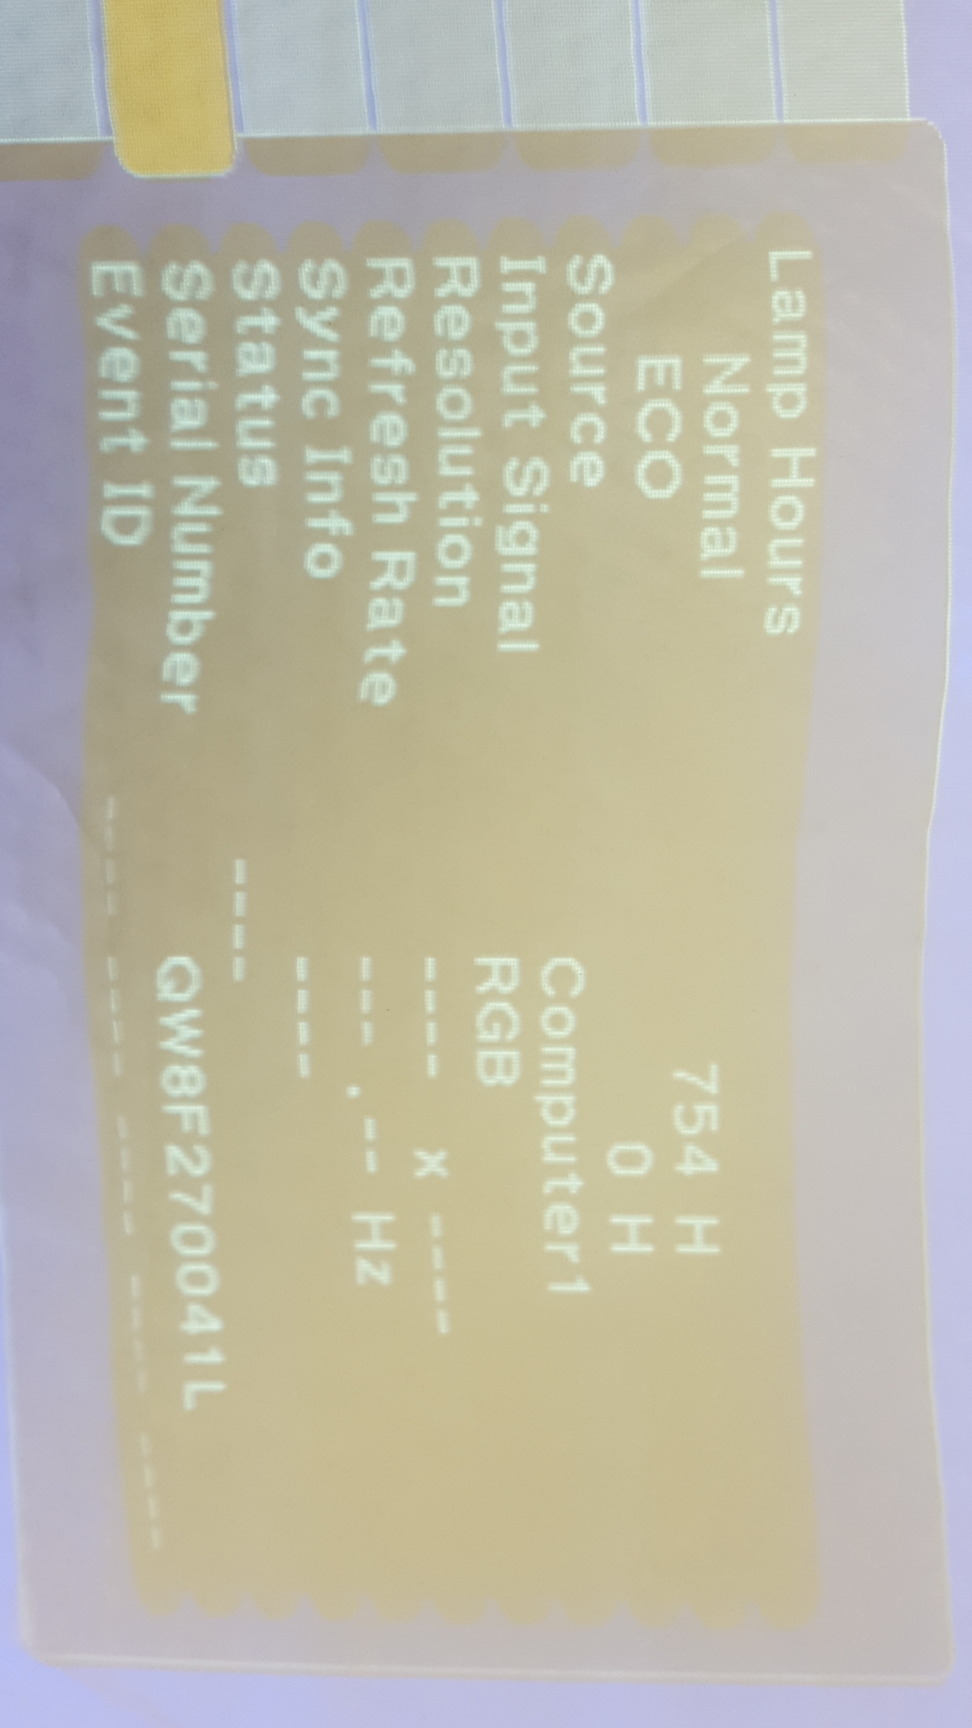 Lamp Hours
Normal 754 H
ECO 0 H
Source Computer1
Input Signal RGB
Resolution ---- x ----
Refresh Rate --- . -- Hz
Sync Info ----
Status ----
Serial Number QW8F270041L
Event ID ---- ---- ---- ---- ----